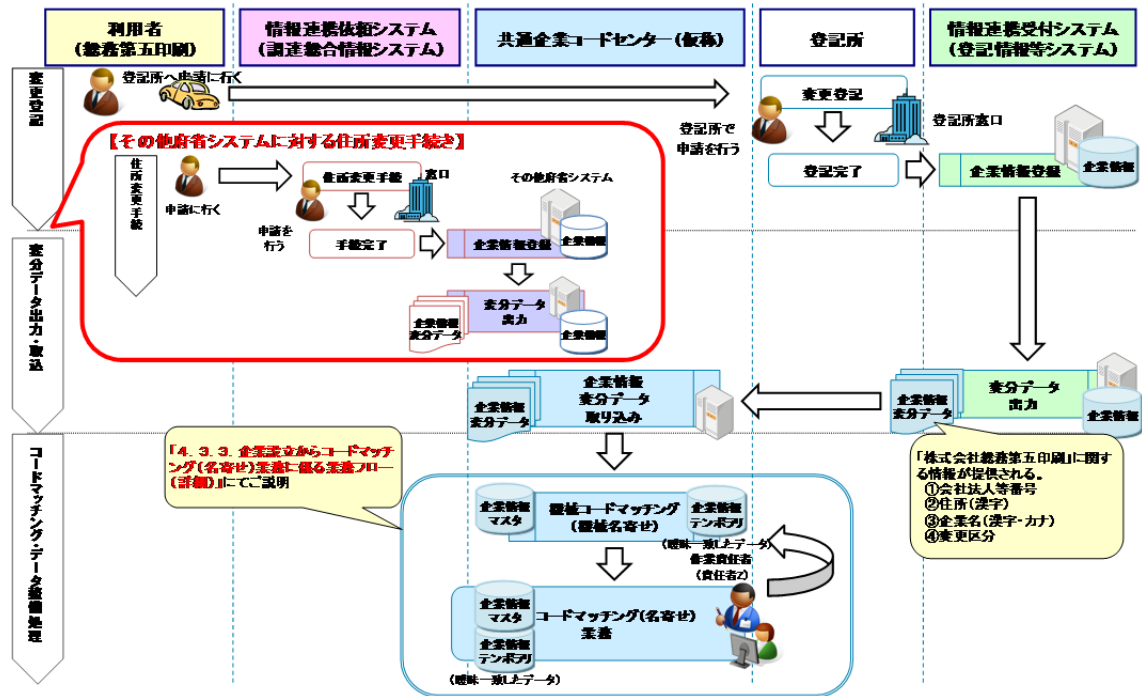 利用者
(総務第五印刷)
情報連携依頼システム
(調達総合情報システム)
共通企業コードセンター(仮称)
登記所
情報連携受付システム
(登記情報等システム)
変更登記
登記所へ申請に行く
変更登記
登記所で
申請を行う
登記所窓口
登記完了
企業情報登録
企業情報
【その他府省システムに対する住所変更手続き】
住所変更手続
申請に行く
住所変更手続
窓口
申請を
行う
手続完了
その他府省システム
企業情報登録
企業情報
変分データ
出力
企業情報
変分データ
企業情報
変分データ出力・取込
企業情報
変分データ
企業情報
変分データ
取り込み
企業情報
変分データ
変分データ
出力
企業情報
「4.3.3.企業設立からコードマッチ
ング(名寄せ)業務に係る業務フロー
(詳細)」にてご説明
「株式会社総務第五印刷」に関す
る情報が提供される。
①会社法人等番号
②住所(漢字)
③企業名(漢字・カナ)
④変更区分
コードマッチング・データ整備処理
企業情報
マスタ
機械コードマッチング
(機械名寄せ)
企業情報
テンポラリ
(曖昧一致したデータ)
作業責任者
(責任者2)
企業情報
マスタ
コードマッチング(名寄せ)
業務
企業情報
テンポラリ
(曖昧一致したデータ)